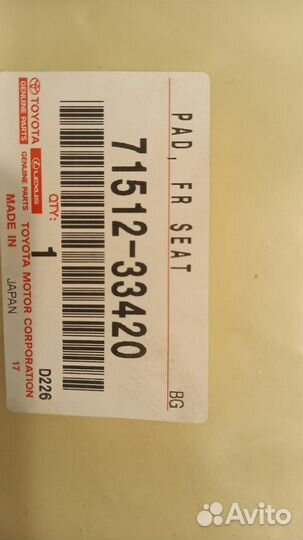 PAD, FR SEAT
BG
71512-33420
QTY:
1
D226
TOYOTA
GENUINE PARTS
LEXUS
GENUINE PARTS
TOYOTA MOTOR CORPORATION
17
MADE IN JAPAN
Avito